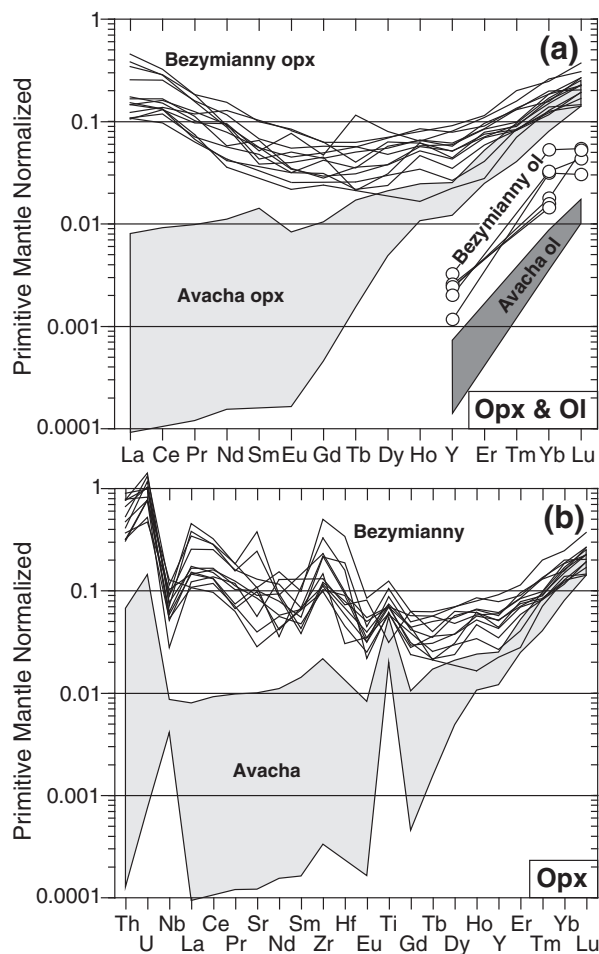 (a)
Primitive Mantle Normalized
1
0.1
0.01
0.001
0.0001
Bezymianny opx
Avacha opx
Bezymianny ol
Avacha ol
Opx & Ol
La Ce Pr Nd Sm Eu Gd Tb Dy Ho Y Er Tm Yb Lu
(b)
Primitive Mantle Normalized
1
0.1
0.01
0.001
0.0001
Bezymianny
Avacha
Opx
Th Nb Ce Sr Sm Hf Ti Tb Ho Er Yb
U La Pr Nd Zr Eu Gd Dy Y Tm Lu